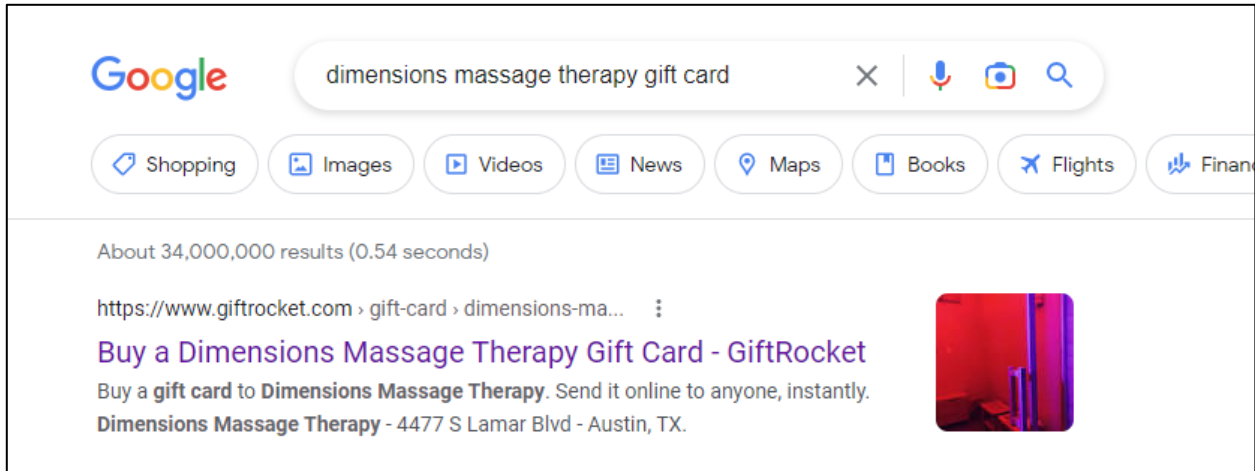 Google
dimensions massage therapy gift card
Shopping
Images
Videos
News
Maps
Books
Flights
Finan
About 34,000,000 results (0.54 seconds)
https://www.giftrocket.com › gift-card › dimensions-ma...
Buy a Dimensions Massage Therapy Gift Card - GiftRocket
Buy a gift card to Dimensions Massage Therapy. Send it online to anyone, instantly.
Dimensions Massage Therapy - 4477 S Lamar Blvd - Austin, TX.